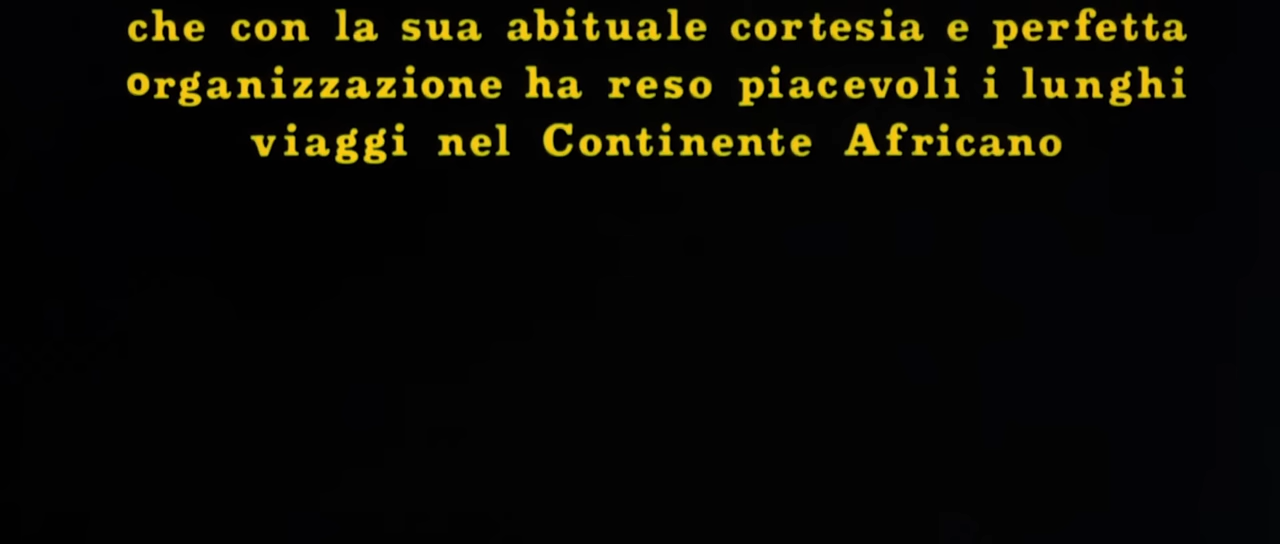 che con la sua abituale cortesia e perfetta
organizzazione ha reso piacevoli i lunghi
viaggi nel Continente Africano